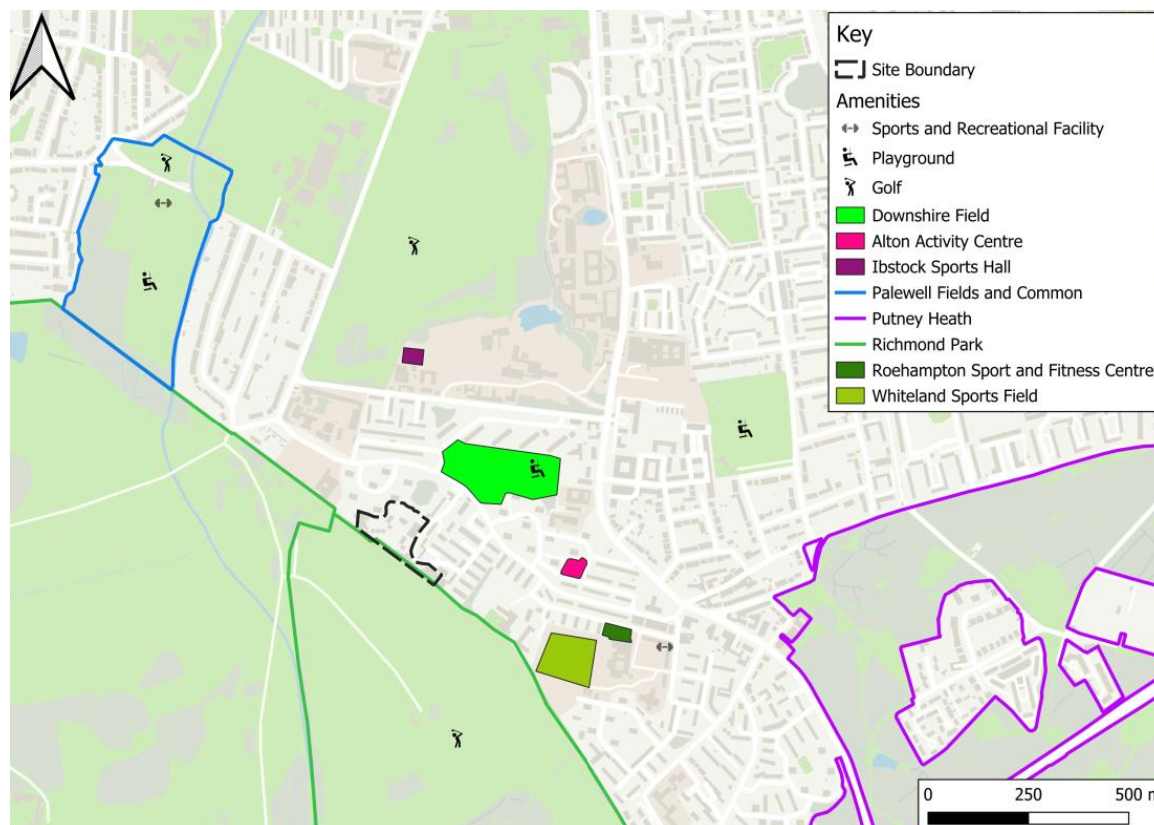 Key
Site Boundary
Amenities
Sports and Recreational Facility
Playground
Golf
Downshire Field
Alton Activity Centre
Ibstock Sports Hall
Palewell Fields and Common
Putney Heath
Richmond Park
Roehampton Sport and Fitness Centre
Whiteland Sports Field
0 250 500 m